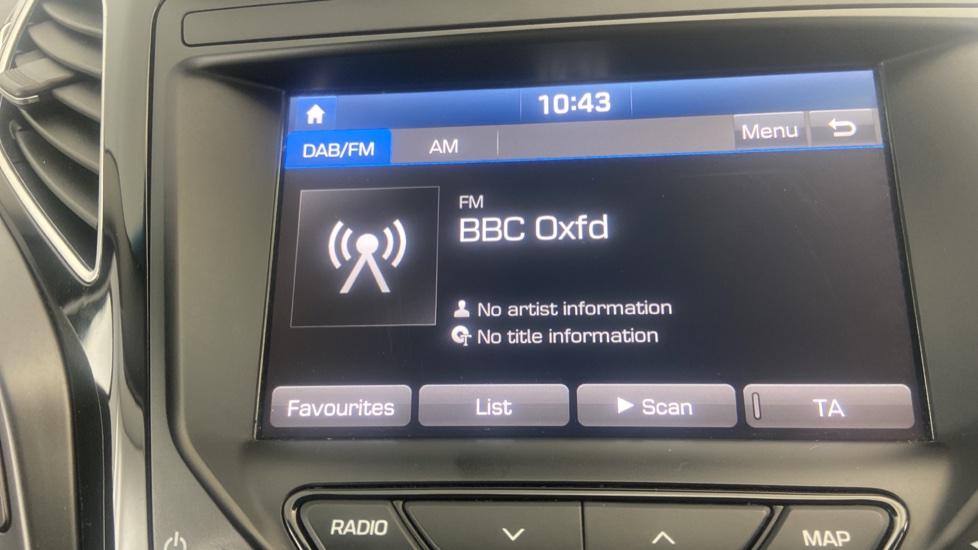 10:43
DAB/FM AM Menu
FM
BBC Oxfd
No artist information
No title information
Favourites List Scan TA
RADIO MAP